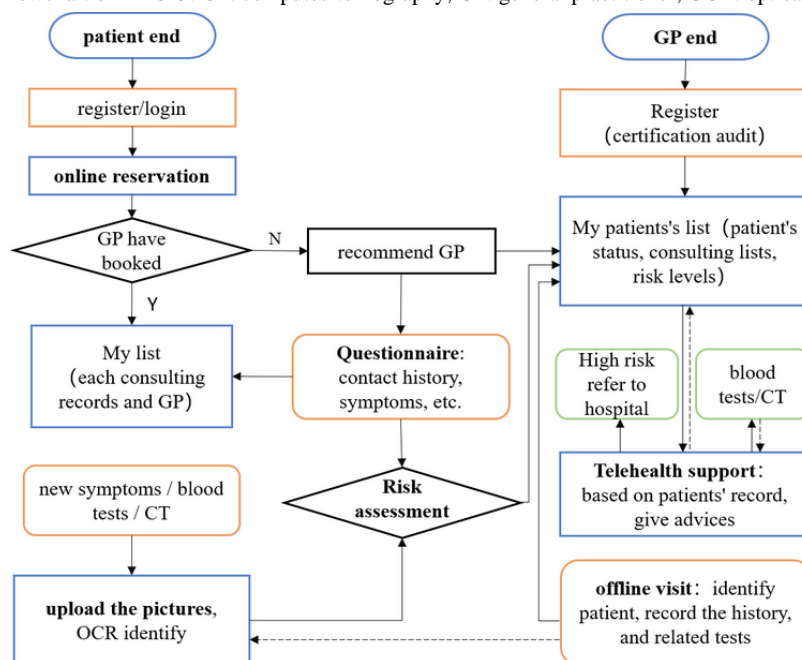 patient end
GP end
register/login
Register
(certification audit)
online reservation
GP have
booked
N
recommend GP
My patients's list (patient's
status, consulting lists,
risk levels)
Y
My list
(each consulting
records and GP)
Questionnaire:
contact history,
symptoms, etc.
High risk
refer to
hospital
blood
tests/CT
new symptoms / blood
tests / CT
Risk
assessment
Telehealth support:
based on patients' record,
give advices
upload the pictures,
OCR identify
offline visit: identify
patient, record the history,
and related tests